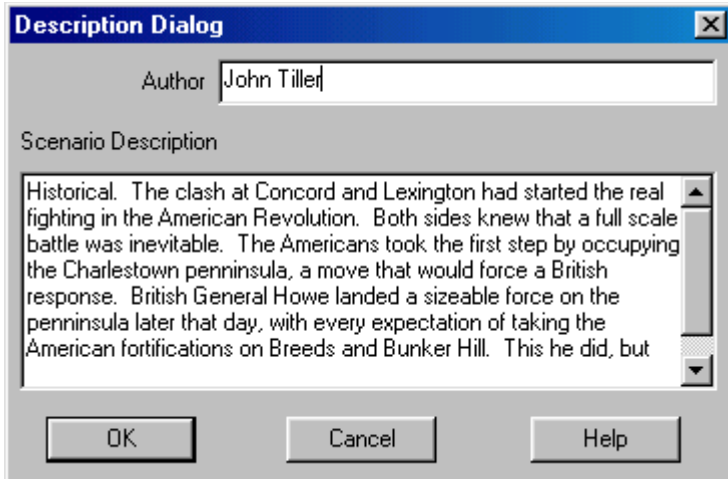 Description Dialog
Author John Tiller
Scenario Description
Historical.  The clash at Concord and Lexington had started the real
fighting in the American Revolution.  Both sides knew that a full scale
battle was inevitable.  The Americans took the first step by occupying
the Charlestown penninsula, a move that would force a British
response.  British General Howe landed a sizeable force on the
penninsula later that day, with every expectation of taking the
American fortifications on Breeds and Bunker Hill.  This he did, but
OK Cancel Help